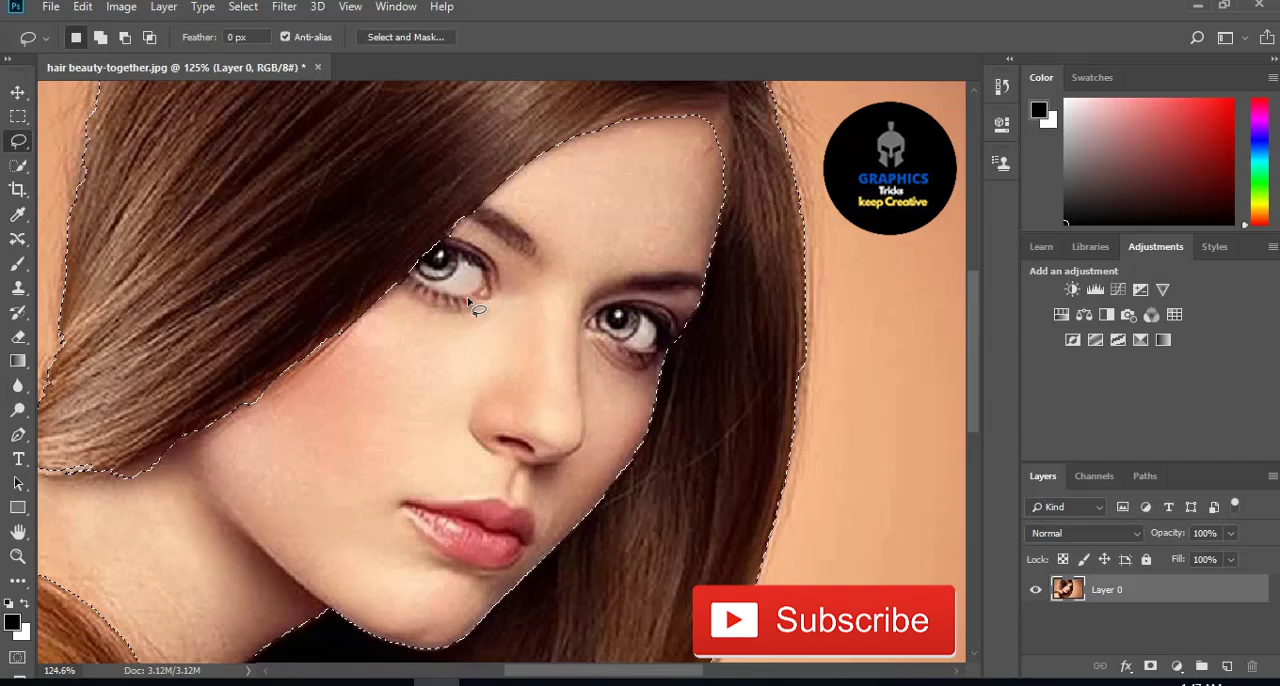 Ps File Edit Image Layer Type Select Filter 3D View Window Help
Feather: 0 px Anti-alias Select and Mask...
hair beauty-together.jpg @ 125% (Layer 0, RGB/8#) * ×
Color Swatches
GRAPHICS
Tricks
keep Creative
Learn Libraries Adjustments Styles
Add an adjustment
Layers Channels Paths
Kind
Normal Opacity: 100%
Lock: Fill: 100%
Layer 0
Subscribe
124.6% Doc: 3.12M/3.12M